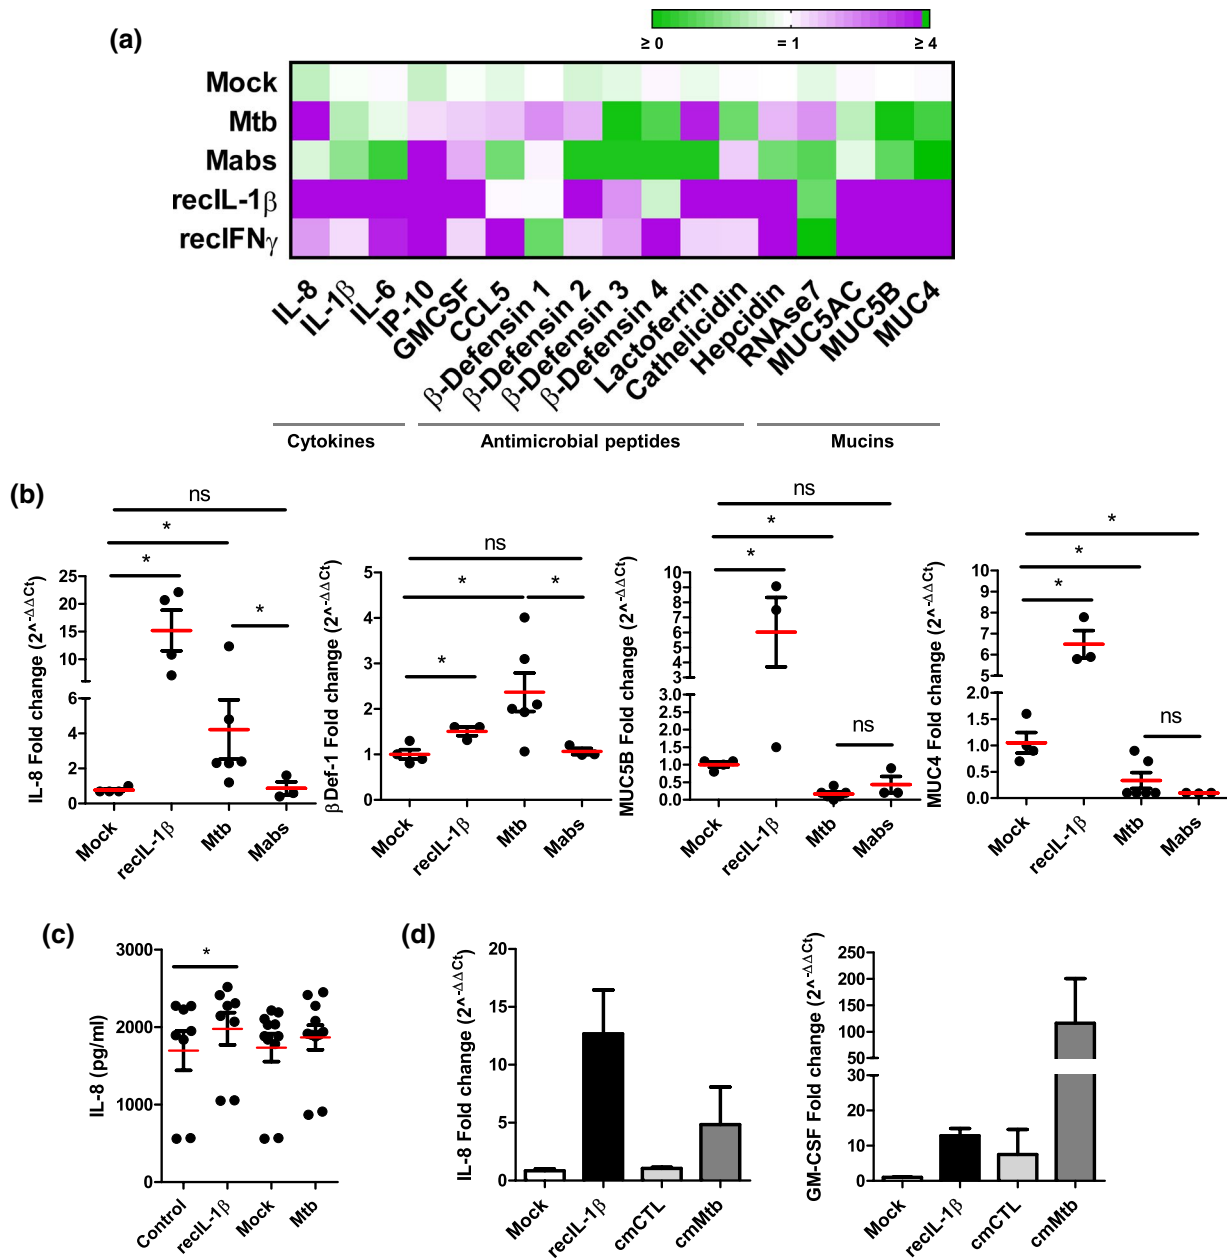 (a)
≥ 0 = 1 ≥ 4
Mock
Mtb
Mabs
recIL-1β
recIFNγ
IL-8 IL-1β IL-6 IP-10 GMCSF CCL5 β-Defensin 1 β-Defensin 2 β-Defensin 3 β-Defensin 4 Lactoferrin Cathelicidin Hepcidin RNAse7 MUC5AC MUC5B MUC4
Cytokines Antimicrobial peptides Mucins
(b)
IL-8 Fold change (2^-ΔΔCt)
25
20
15
10
6
4
2
0
ns
*
*
*
Mock recIL-1β Mtb Mabs
β Def-1 Fold change (2^-ΔΔCt)
5
4
3
2
1
0
ns
* *
*
Mock recIL-1β Mtb Mabs
MUC5B Fold change (2^-ΔΔCt)
10
9
8
7
6
5
4
3
3.0
2.5
2.0
1.5
1.0
0.5
0.0
ns
*
*
ns
Mock recIL-1β Mtb Mabs
MUC4 Fold change (2^-ΔΔCt)
10
9
8
7
6
5
2.0
1.5
1.0
0.5
0.0
*
*
*
ns
Mock recIL-1β Mtb Mabs
(c)
IL-8 (pg/ml)
3000
2000
1000
0
*
Control recIL-1β Mock Mtb
(d)
IL-8 Fold change (2^-ΔΔCt)
20
15
10
5
0
Mock recIL-1β cmCTL cmMtb
GM-CSF Fold change (2^-ΔΔCt)
250
200
150
100
50
30
20
10
0
Mock recIL-1β cmCTL cmMtb